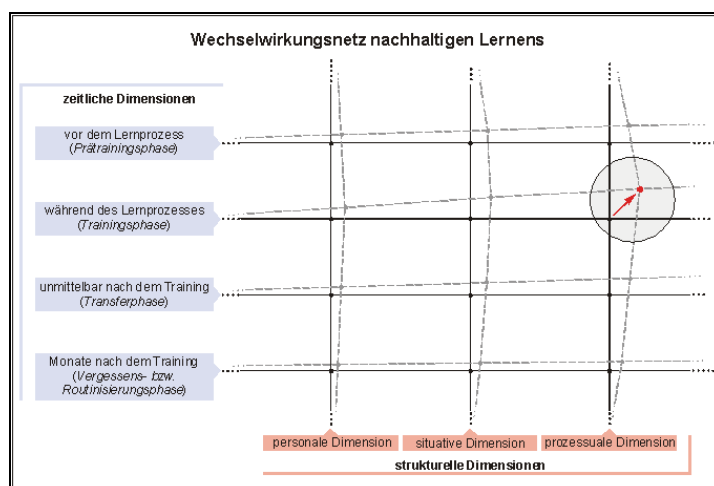 Wechselwirkungsnetz nachhaltigen Lernens
zeitliche Dimensionen
vor dem Lernprozess
(Prätrainingsphase)
während des Lernprozesses
(Trainingsphase)
unmittelbar nach dem Training
(Transferphase)
Monate nach dem Training
(Vergessens- bzw.
Routinisierungsphase)
personale Dimension situative Dimension prozessuale Dimension
strukturelle Dimensionen